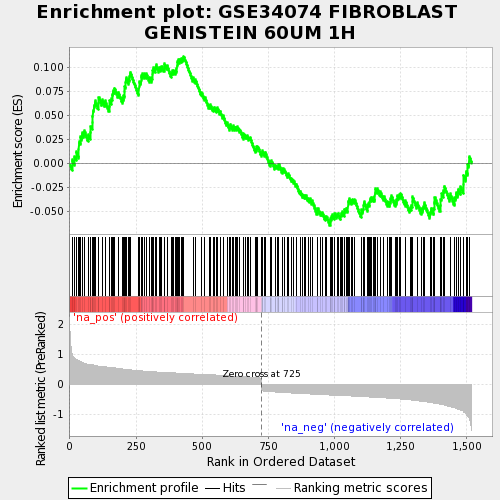 Enrichment plot: GSE34074 FIBROBLAST
GENISTEIN 60UM 1H
Enrichment score (ES)
0.100
0.075
0.050
0.025
0.000
-0.025
-0.050
'na_pos' (positively correlated)
Ranked list metric (PreRanked)
2
1
0
-1
Zero cross at 725
'na_neg' (negatively correlated)
0
250
500
750
1,000
1,250
1,500
Rank in Ordered Dataset
Enrichment profile
Hits
Ranking metric scores